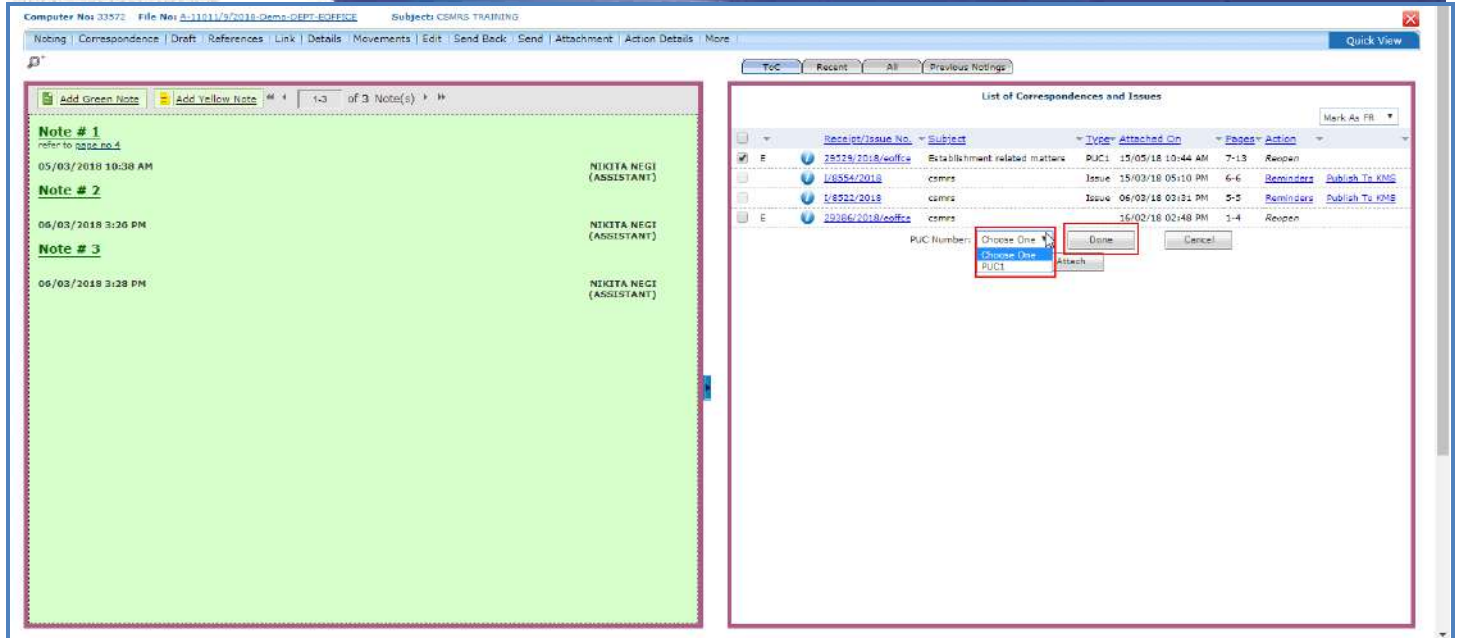 Computer No: 33572 File No: A-11011/9/2018-Demo-DEPT-EOFFICE Subject: CSMRS TRAINING
Noting | Correspondence | Draft | References | Link | Details | Movements | Edit | Send Back | Send | Attachment | Action Details | More
Quick View
ToC Recent All Previous Notings
Add Green Note Add Yellow Note 1-3 of 3 Note(s)
Note # 1
refer to page no 4
05/03/2018 10:38 AM NIKITA NEGI
(ASSISTANT)
Note # 2
06/03/2018 3:26 PM NIKITA NEGI
(ASSISTANT)
Note # 3
06/03/2018 3:28 PM NIKITA NEGI
(ASSISTANT)
List of Correspondences and Issues
Mark As FR
Receipt/Issue No. Subject Type Attached On Pages Action
E 29529/2018/eoffce Establishment related matters PUC1 15/05/18 10:44 AM 7-13 Reopen
I/8554/2018 csmrs Issue 15/03/18 05:10 PM 6-6 Reminders Publish To KMS
I/8522/2018 csmrs Issue 06/03/18 03:31 PM 5-5 Reminders Publish To KMS
E 29386/2018/eoffce csmrs 16/02/18 02:48 PM 1-4 Reopen
PUC Number: Choose One Done Cancel
Choose One
PUC1
Attach